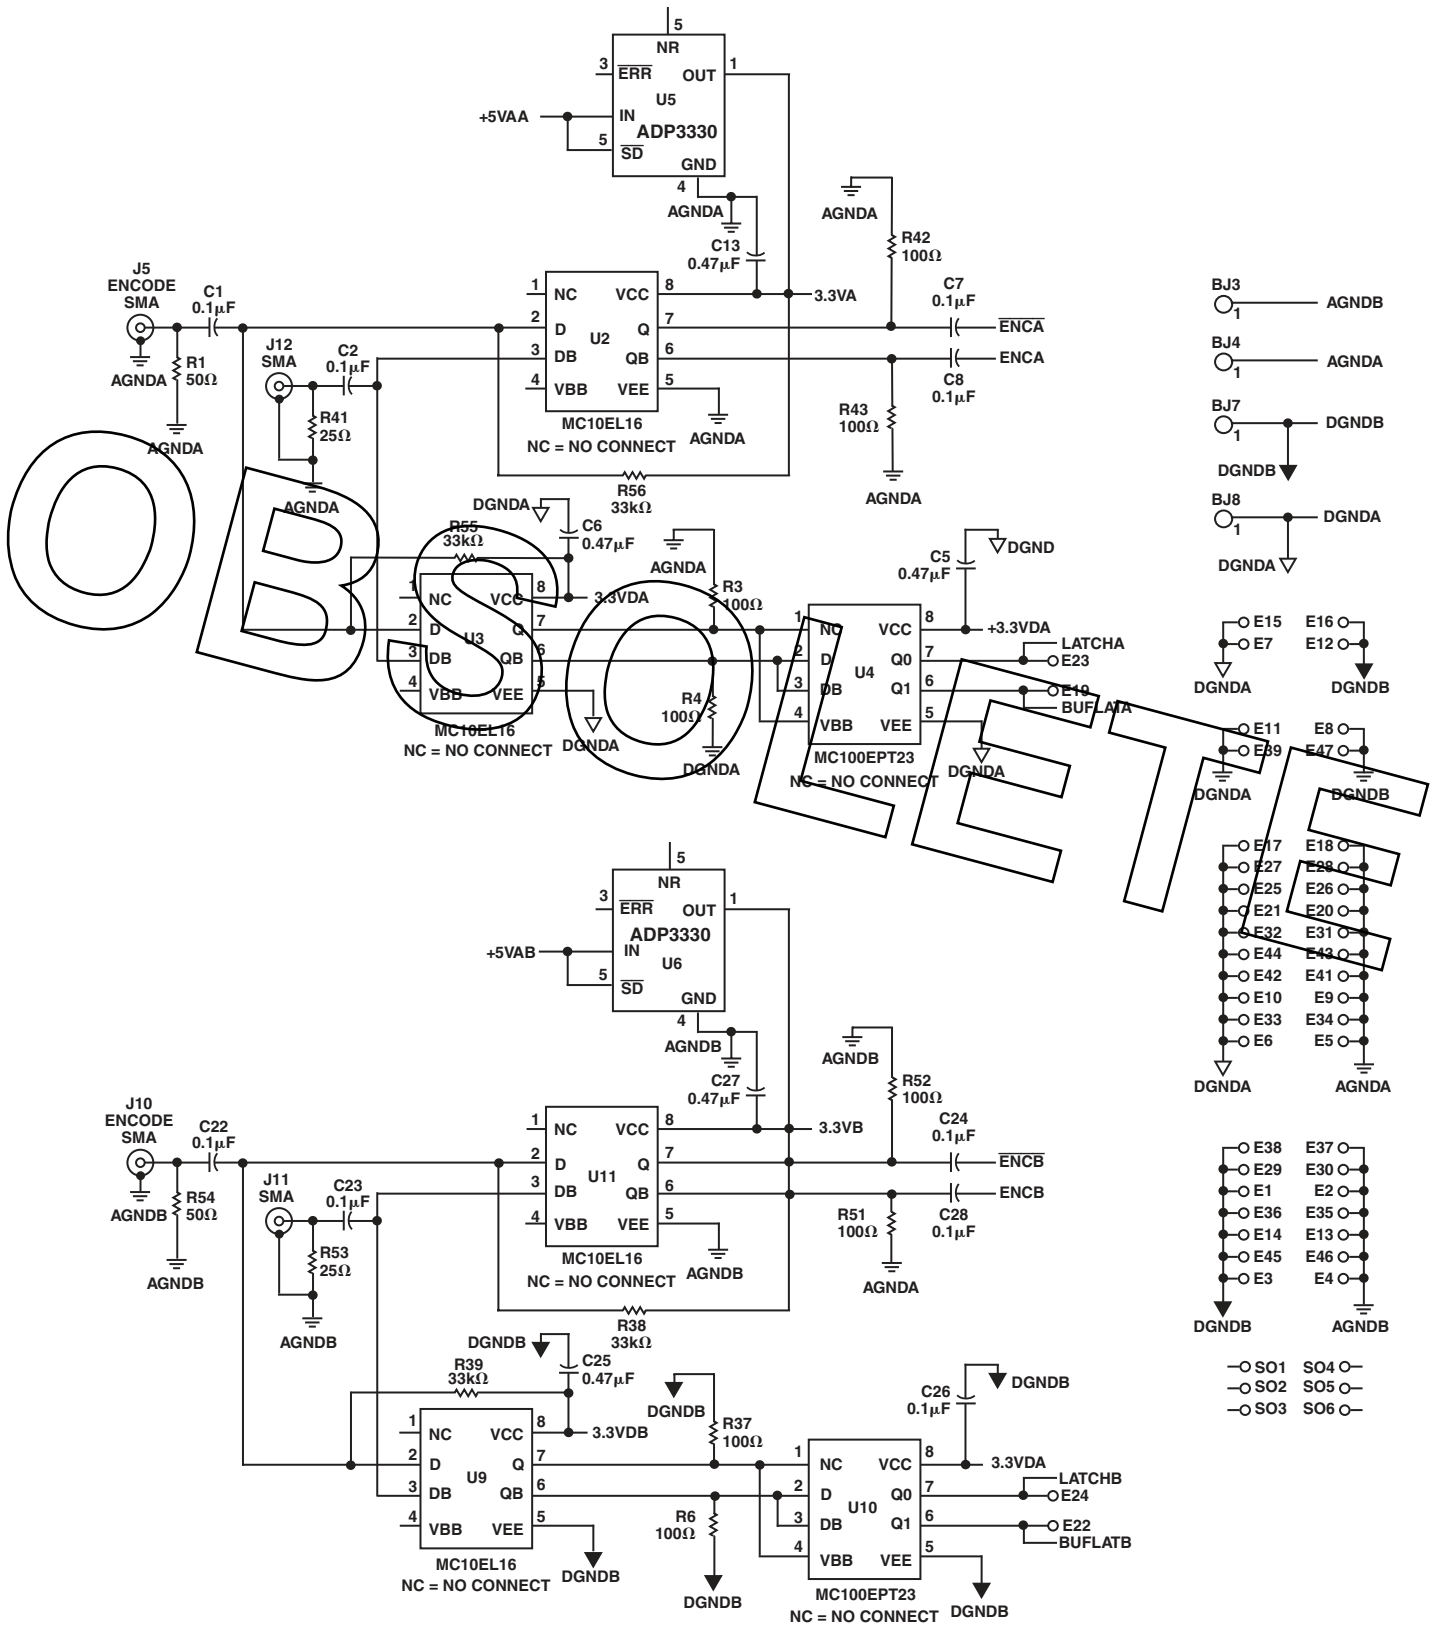 5
NR
3 ERR OUT 1
U5
+5VAA IN
ADP3330
5 SD
GND
4
AGNDA
C13
0.47μF
AGNDA
R42
100Ω
J5
ENCODE
SMA
C1
0.1μF
AGNDA
R1
50Ω
AGNDA
J12
SMA
C2
0.1μF
R41
25Ω
AGNDA
1 NC VCC 8
3.3VA
2 D Q 7
U2
3 DB QB 6
4 VBB VEE 5
MC10EL16
NC = NO CONNECT
AGNDA
C7
0.1μF
ENCA
ENCA
C8
0.1μF
R43
100Ω
AGNDA
R56
33kΩ
BJ3
1
AGNDB
BJ4
1
AGNDA
BJ7
1
DGNDB
DGNDB
BJ8
1
DGNDA
DGNDA
DGNDA
C6
0.47μF
R55
33kΩ
1 NC VCC 8
3.3VDA
2 D Q 7
U3
3 DB QB 6
4 VBB VEE 5
MC10EL16
NC = NO CONNECT
DGNDA
AGNDA
R3
100Ω
R4
100Ω
DGNDA
C5
0.47μF
DGND
1 NC VCC 8
+3.3VDA
2 D Q0 7
U4
3 DB Q1 6
4 VBB VEE 5
LATCHA
E23
E19
BUFLATA
MC100EPT23
NC = NO CONNECT
DGNDA
OBSOLETE
E15 E16
E7 E12
DGNDA DGNDB
E11 E8
E39 E47
DGNDA DGNDB
E17 E18
E27 E28
E25 E26
E21 E20
E32 E31
E44 E43
E42 E41
E10 E9
E33 E34
E6 E5
DGNDA AGNDA
5
NR
3 ERR OUT 1
ADP3330
+5VAB IN
U6
5 SD
GND
4
AGNDB
C27
0.47μF
AGNDB
R52
100Ω
J10
ENCODE
SMA
C22
0.1μF
AGNDB
R54
50Ω
AGNDB
J11
SMA
C23
0.1μF
R53
25Ω
AGNDB
1 NC VCC 8
3.3VB
2 D Q 7
U11
3 DB QB 6
4 VBB VEE 5
MC10EL16
NC = NO CONNECT
AGNDB
C24
0.1μF
ENCB
ENCB
C28
0.1μF
R51
100Ω
AGNDA
R38
33kΩ
E38 E37
E29 E30
E1 E2
E36 E35
E14 E13
E45 E46
E3 E4
DGNDB AGNDB
SO1 SO4
SO2 SO5
SO3 SO6
DGNDB
C25
0.47μF
R39
33kΩ
1 NC VCC 8
3.3VDB
2 D Q 7
U9
3 DB QB 6
4 VBB VEE 5
MC10EL16
NC = NO CONNECT
DGNDB
DGNDB
R37
100Ω
R6
100Ω
DGNDB
C26
0.1μF
DGNDB
1 NC VCC 8
3.3VDA
2 D Q0 7
U10
3 DB Q1 6
4 VBB VEE 5
LATCHB
E24
E22
BUFLATB
MC100EPT23
NC = NO CONNECT
DGNDB